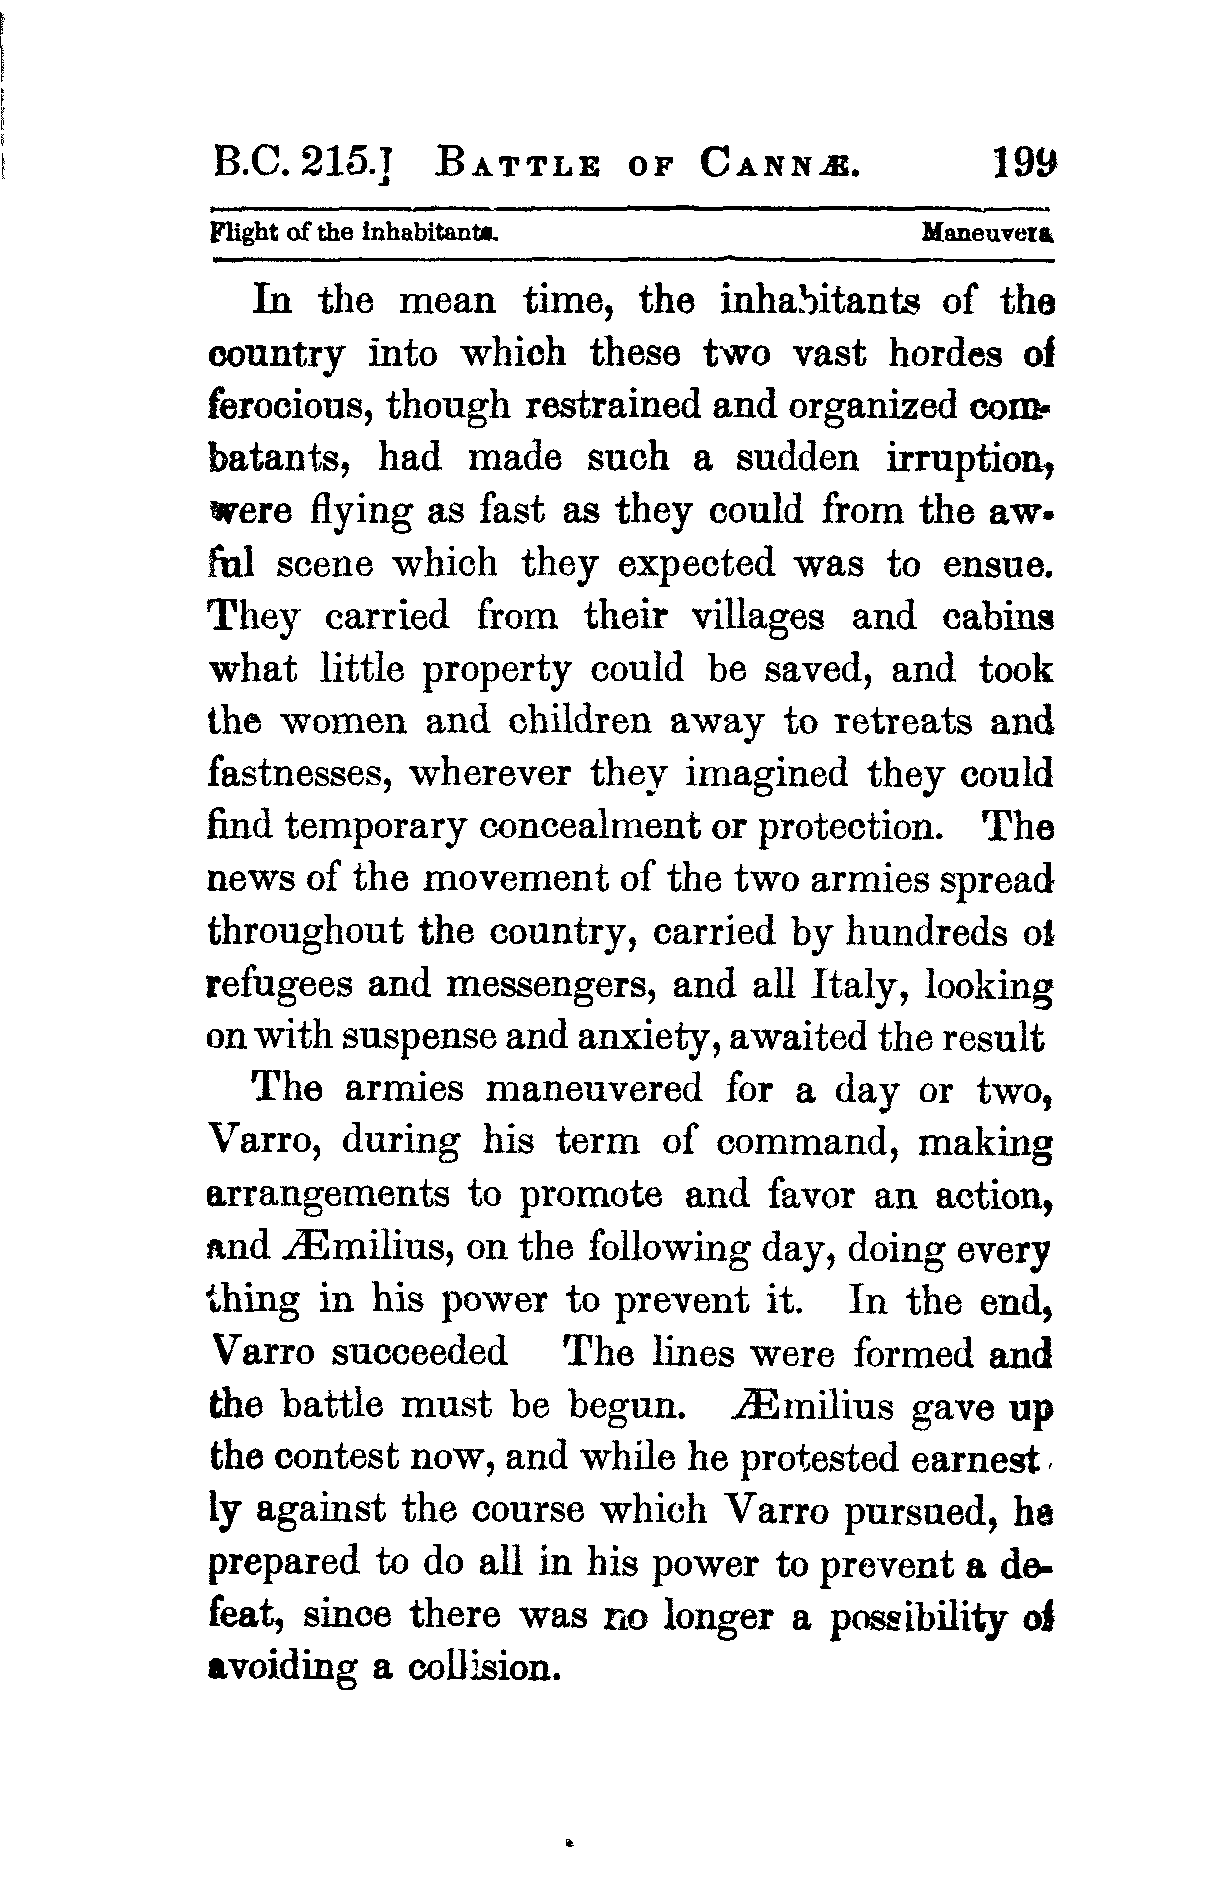 B.C. 215.] BATTLE OF CANNÆ. 199
Flight of the inhabitants. Maneuvers.
In the mean time, the inhabitants of the
country into which these two vast hordes of
ferocious, though restrained and organized com-
batants, had made such a sudden irruption,
were flying as fast as they could from the aw-
ful scene which they expected was to ensue.
They carried from their villages and cabins
what little property could be saved, and took
the women and children away to retreats and
fastnesses, wherever they imagined they could
find temporary concealment or protection. The
news of the movement of the two armies spread
throughout the country, carried by hundreds of
refugees and messengers, and all Italy, looking
on with suspense and anxiety, awaited the result
The armies maneuvered for a day or two,
Varro, during his term of command, making
arrangements to promote and favor an action,
and Æmilius, on the following day, doing every
thing in his power to prevent it. In the end,
Varro succeeded The lines were formed and
the battle must be begun. Æmilius gave up
the contest now, and while he protested earnest-
ly against the course which Varro pursued, he
prepared to do all in his power to prevent a de-
feat, since there was no longer a possibility of
avoiding a collision.